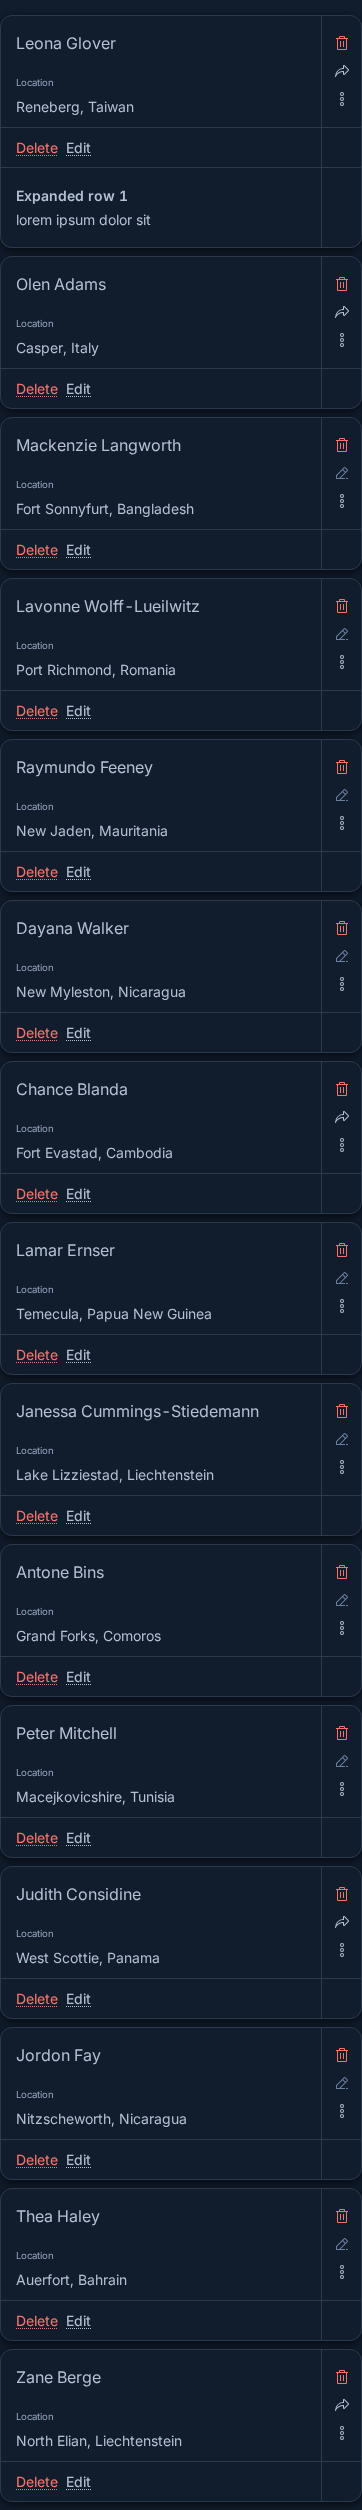 Leona Glover
Location
Reneberg, Taiwan
Delete Edit
Expanded row 1
lorem ipsum dolor sit
Olen Adams
Location
Casper, Italy
Delete Edit
Mackenzie Langworth
Location
Fort Sonnyfurt, Bangladesh
Delete Edit
Lavonne Wolff-Lueilwitz
Location
Port Richmond, Romania
Delete Edit
Raymundo Feeney
Location
New Jaden, Mauritania
Delete Edit
Dayana Walker
Location
New Myleston, Nicaragua
Delete Edit
Chance Blanda
Location
Fort Evastad, Cambodia
Delete Edit
Lamar Ernser
Location
Temecula, Papua New Guinea
Delete Edit
Janessa Cummings-Stiedemann
Location
Lake Lizziestad, Liechtenstein
Delete Edit
Antone Bins
Location
Grand Forks, Comoros
Delete Edit
Peter Mitchell
Location
Macejkovicshire, Tunisia
Delete Edit
Judith Considine
Location
West Scottie, Panama
Delete Edit
Jordon Fay
Location
Nitzscheworth, Nicaragua
Delete Edit
Thea Haley
Location
Auerfort, Bahrain
Delete Edit
Zane Berge
Location
North Elian, Liechtenstein
Delete Edit